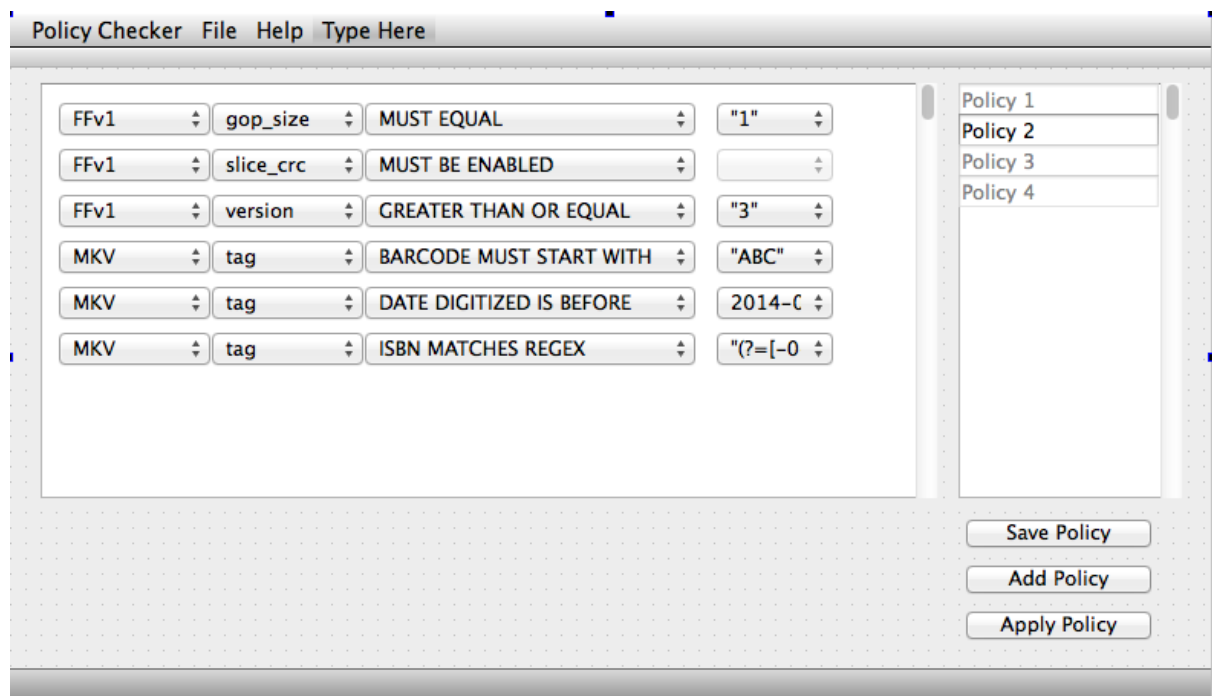 Policy Checker File Help Type Here
FFv1 gop_size MUST EQUAL "1"
FFv1 slice_crc MUST BE ENABLED
FFv1 version GREATER THAN OR EQUAL "3"
MKV tag BARCODE MUST START WITH "ABC"
MKV tag DATE DIGITIZED IS BEFORE 2014-0
MKV tag ISBN MATCHES REGEX "(?=[-0
Policy 1
Policy 2
Policy 3
Policy 4
Save Policy
Add Policy
Apply Policy